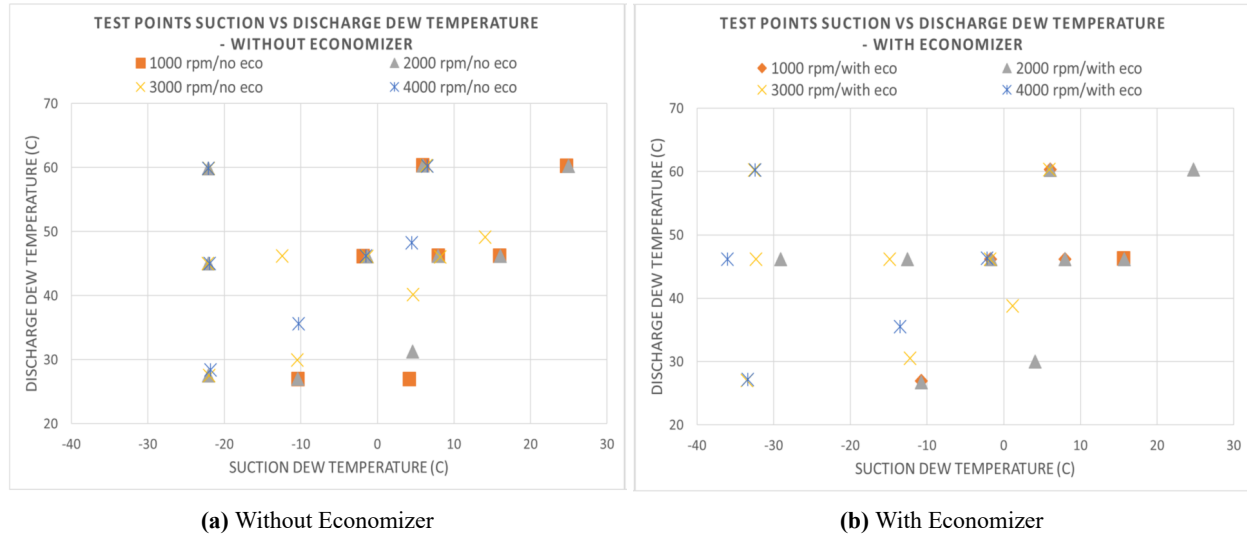 TEST POINTS SUCTION VS DISCHARGE DEW TEMPERATURE
- WITHOUT ECONOMIZER
1000 rpm/no eco
2000 rpm/no eco
3000 rpm/no eco
4000 rpm/no eco
70
60
50
40
30
20
DISCHARGE DEW TEMPERATURE (C)
-40
-30
-20
-10
0
10
20
30
SUCTION DEW TEMPERATURE (C)
(a) Without Economizer
TEST POINTS SUCTION VS DISCHARGE DEW TEMPERATURE
- WITH ECONOMIZER
1000 rpm/with eco
2000 rpm/with eco
3000 rpm/with eco
4000 rpm/with eco
70
60
50
40
30
20
DISCHARGE DEW TEMPERATURE (C)
-40
-30
-20
-10
0
10
20
30
SUCTION DEW TEMPERATURE (C)
(b) With Economizer